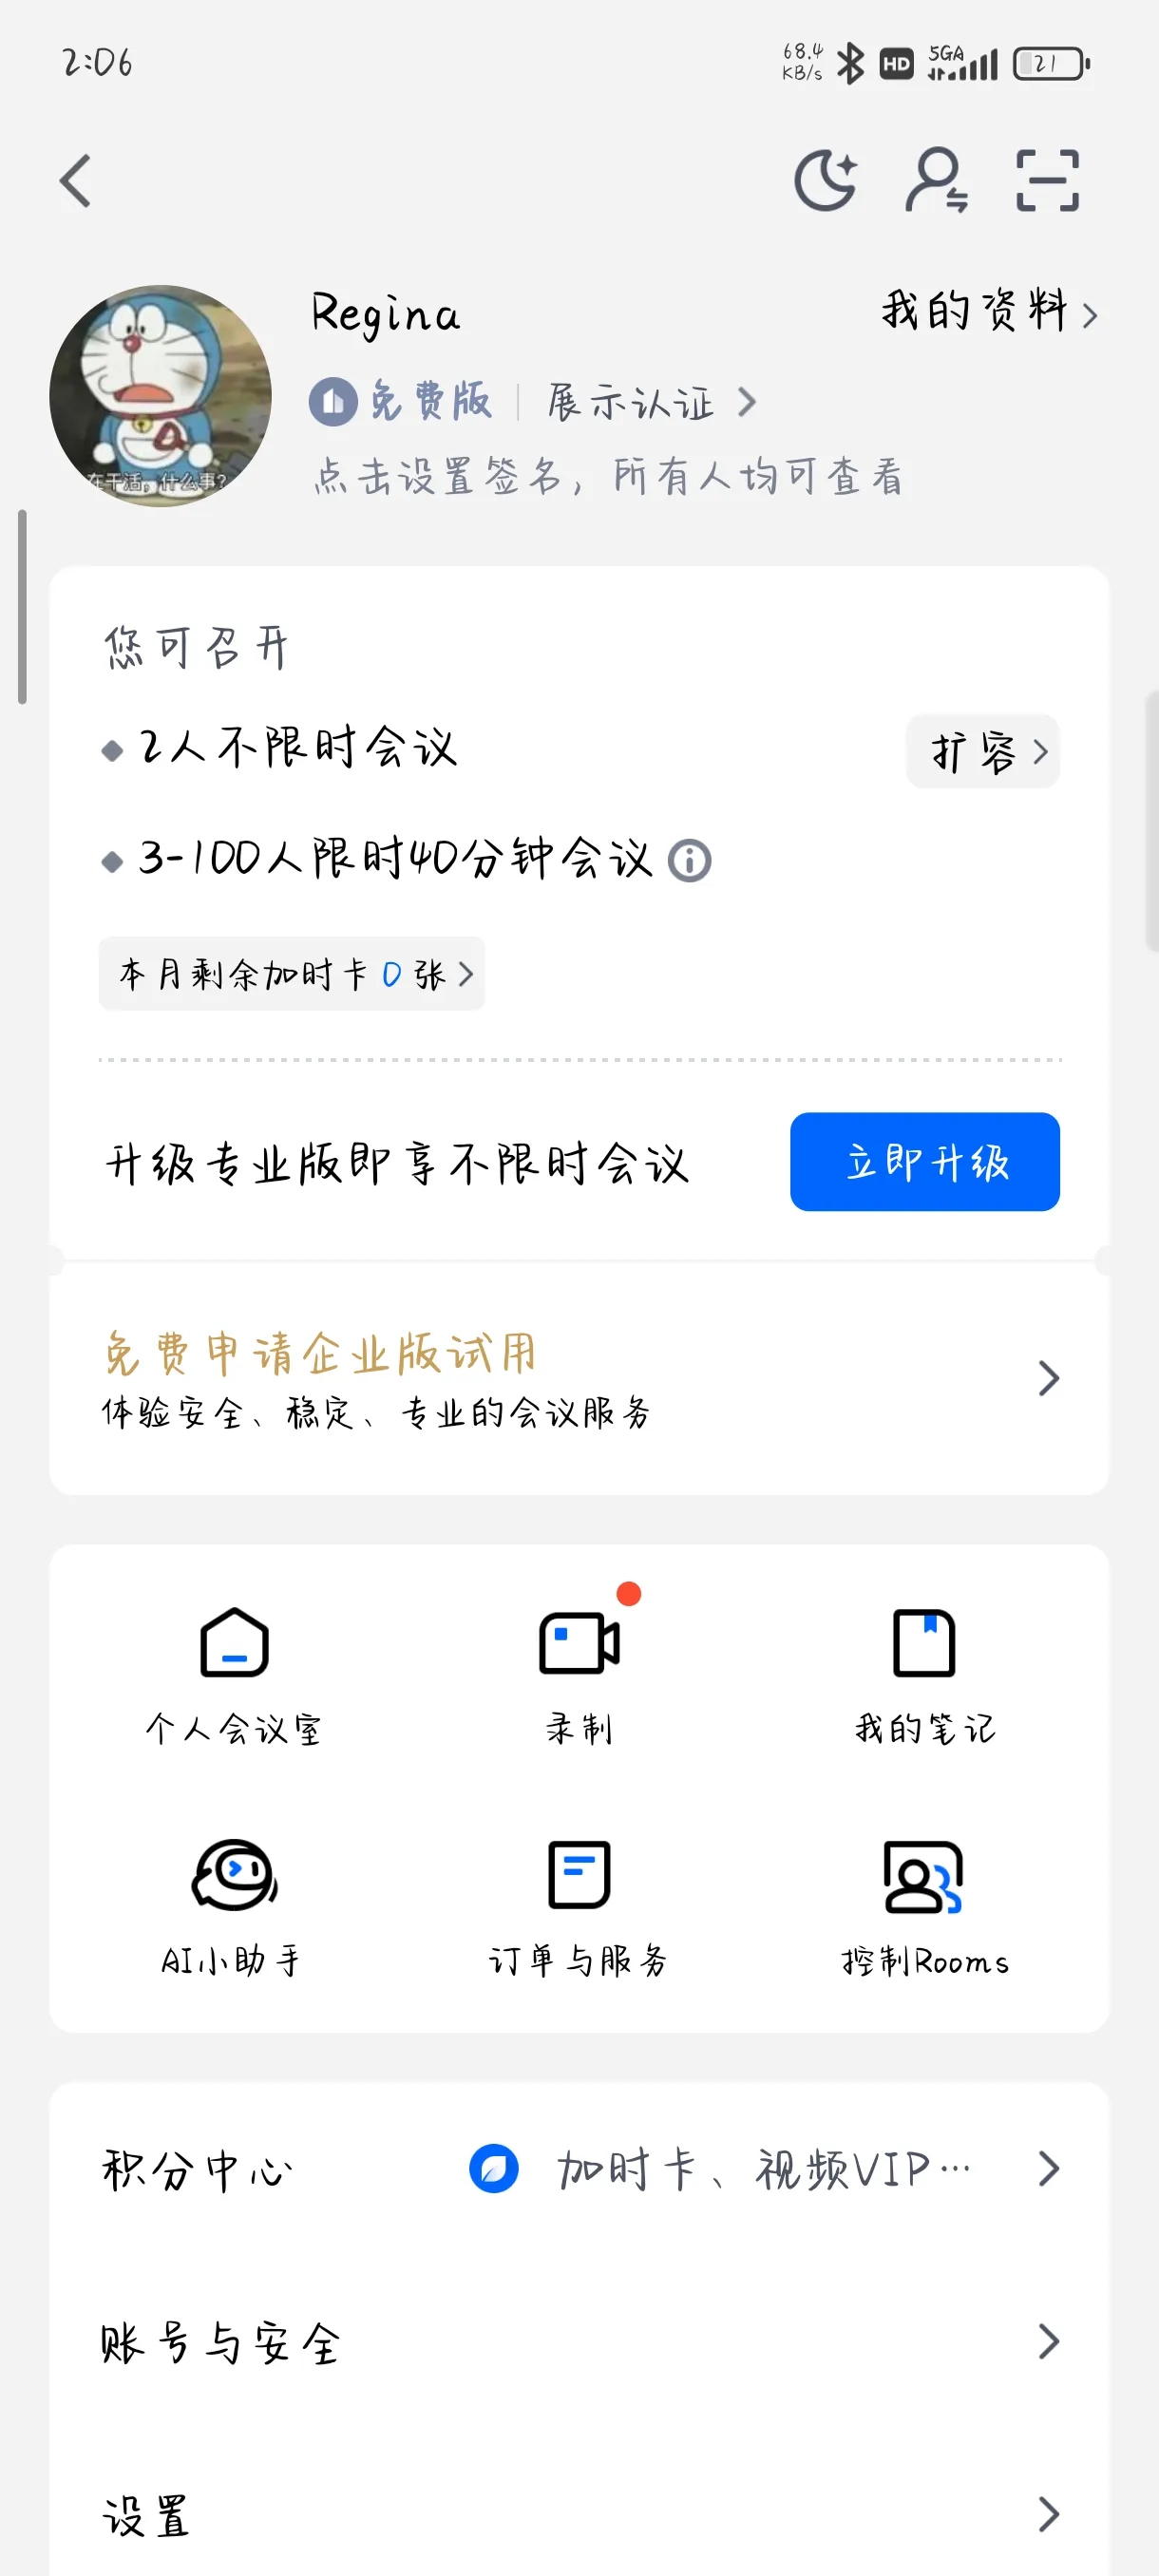 2:06
68.4
KB/s
HD
5GA
21
Regina
我的资料
免费版
展示认证
点击设置签名，所有人均可查看
在干活，什么事?
您可召开
2人不限时会议
扩容
3-100人限时40分钟会议
本月剩余加时卡 0 张
升级专业版即享不限时会议
立即升级
免费申请企业版试用
体验安全、稳定、专业的会议服务
个人会议室
录制
我的笔记
AI小助手
订单与服务
控制Rooms
积分中心
加时卡、视频VIP…
账号与安全
设置